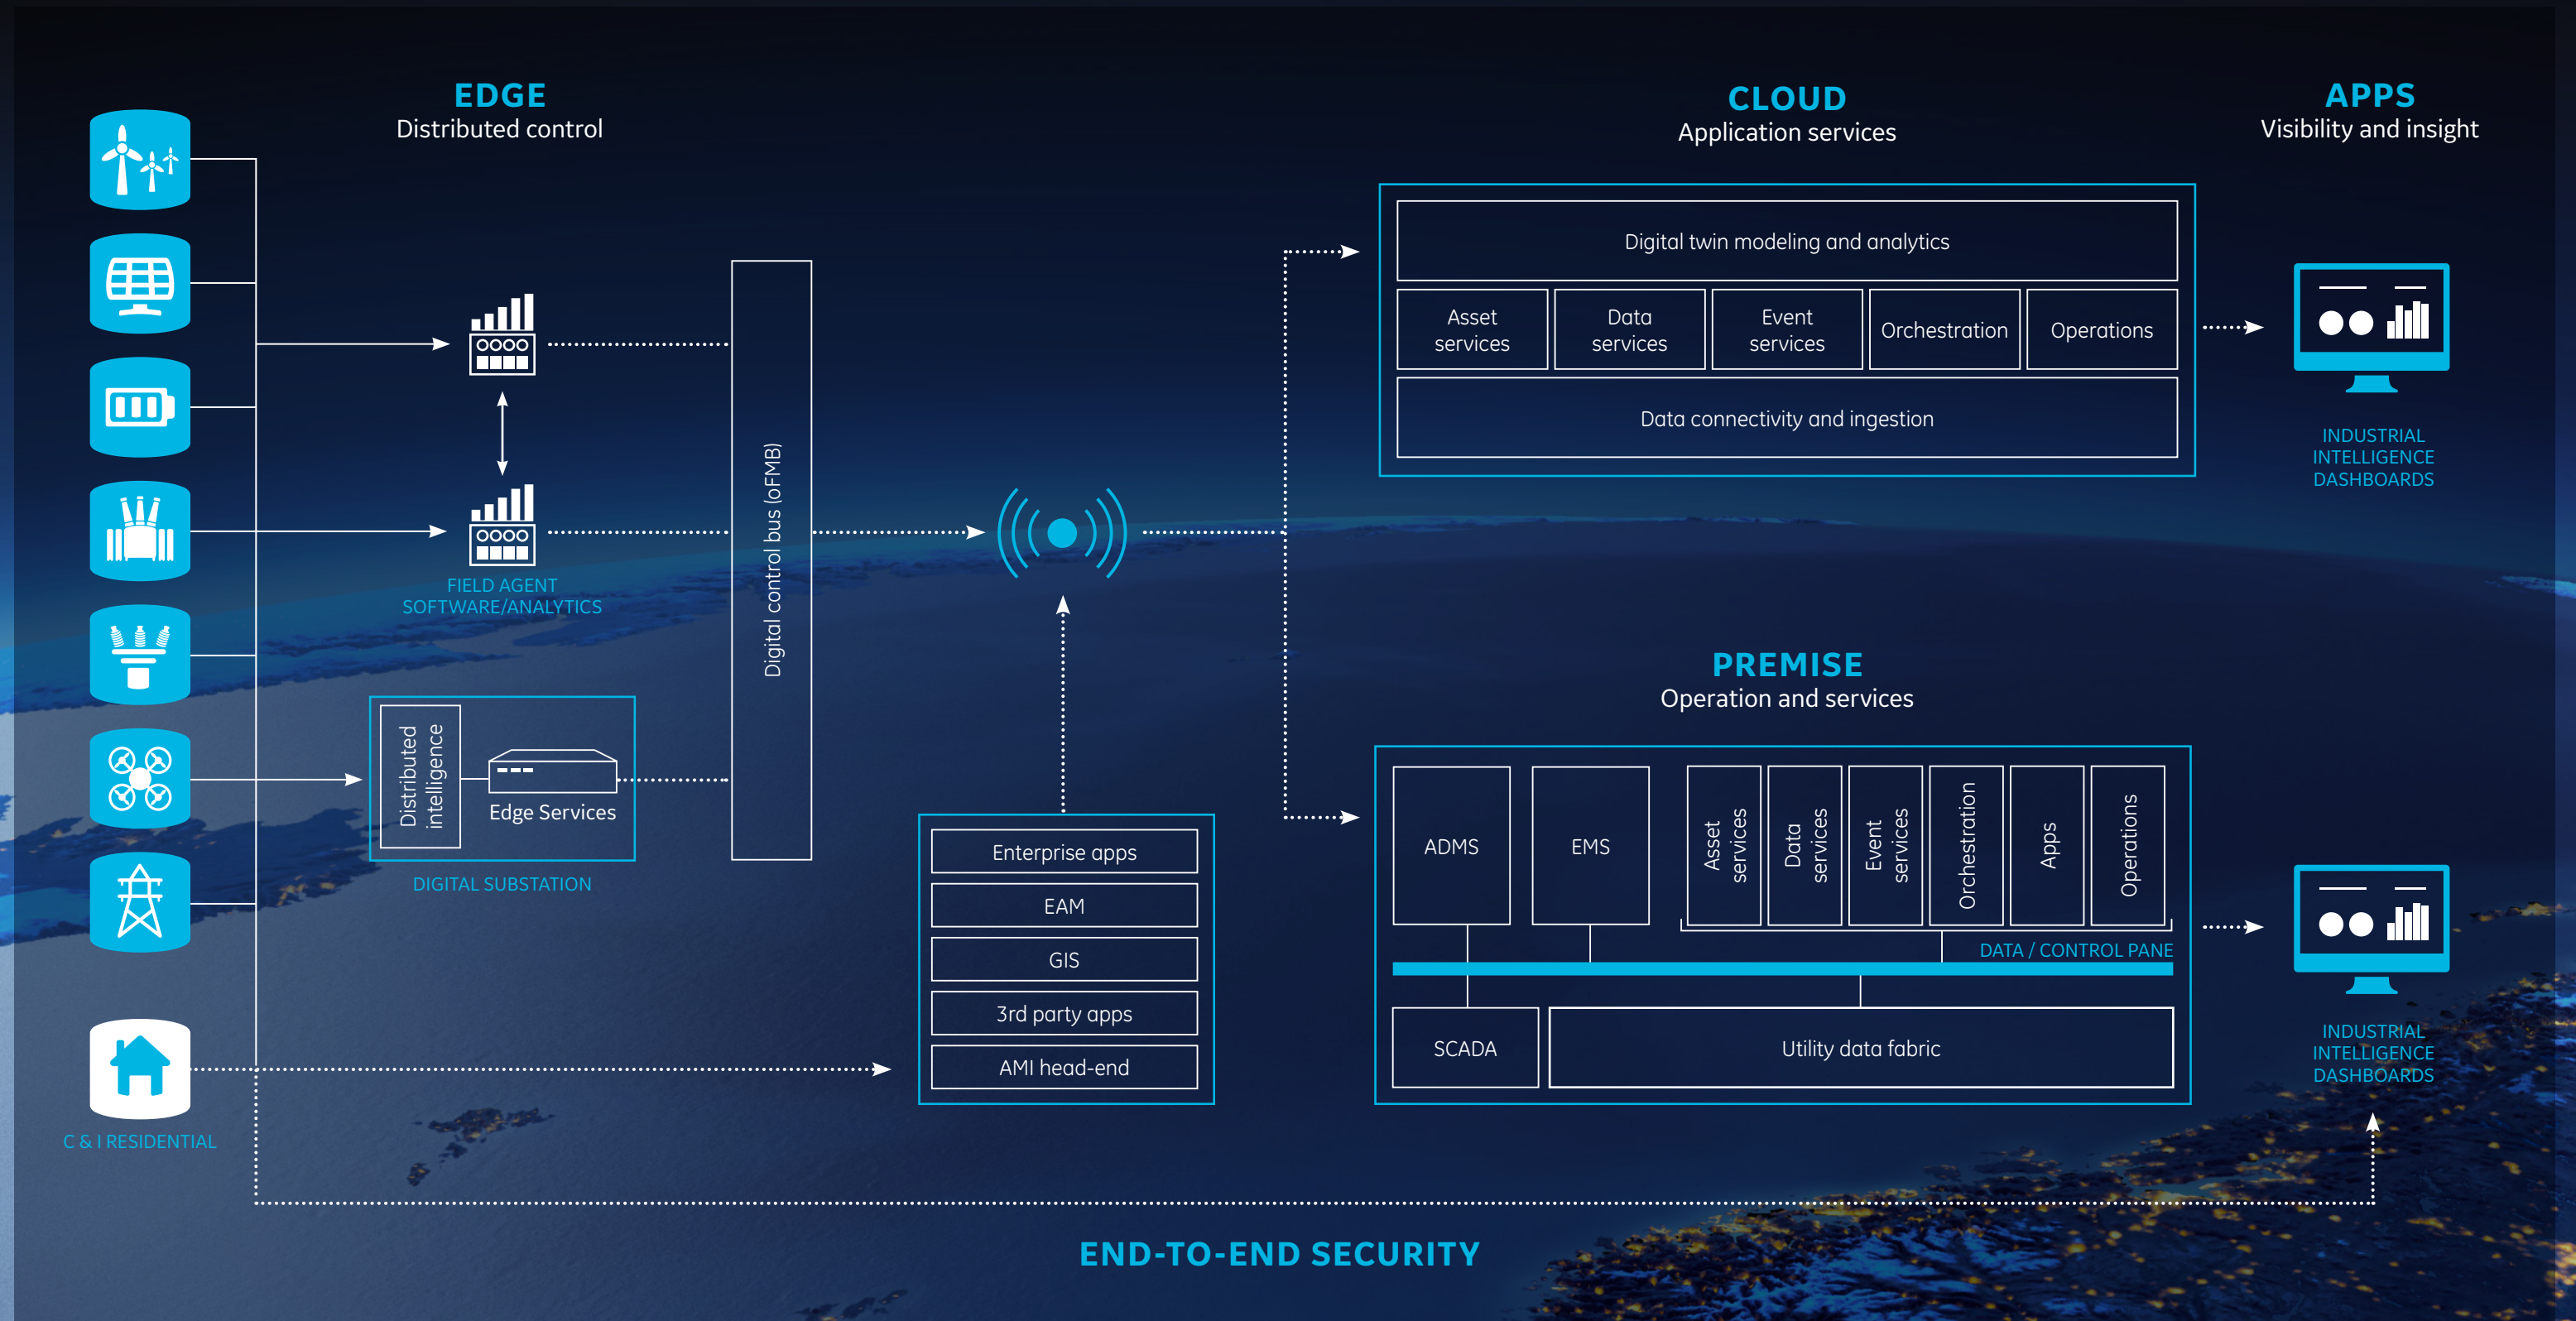 EDGE
Distributed control
CLOUD
Application services
APPS
Visibility and insight
Digital twin modeling and analytics
Asset
services
Data
services
Event
services
Orchestration
Operations
Data connectivity and ingestion
INDUSTRIAL
INTELLIGENCE
DASHBOARDS
FIELD AGENT
SOFTWARE/ANALYTICS
Digital control bus (oFMB)
Distributed
intelligence
Edge Services
DIGITAL SUBSTATION
Enterprise apps
EAM
GIS
3rd party apps
AMI head-end
C & I RESIDENTIAL
PREMISE
Operation and services
ADMS
EMS
Asset
services
Data
services
Event
services
Orchestration
Apps
Operations
DATA / CONTROL PANE
SCADA
Utility data fabric
INDUSTRIAL
INTELLIGENCE
DASHBOARDS
END-TO-END SECURITY